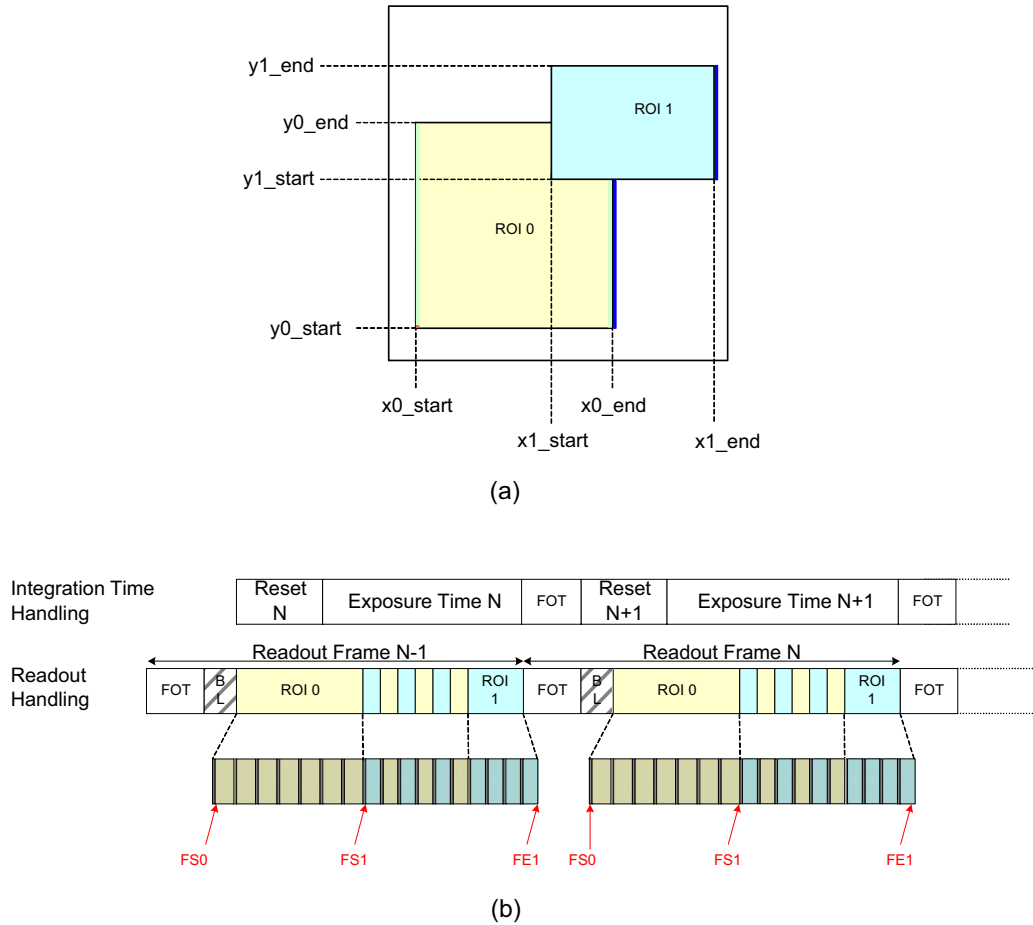 y1_end
ROI 1
y0_end
y1_start
ROI 0
y0_start
x0_start
x0_end
x1_start
x1_end
(a)
Integration Time
Handling
Reset
N
Exposure Time N
FOT
Reset
N+1
Exposure Time N+1
FOT
Readout Frame N-1
Readout Frame N
Readout
Handling
FOT
B
L
ROI 0
ROI
1
FOT
B
L
ROI 0
ROI
1
FOT
FS0
FS1
FE1
FS0
FS1
FE1
(b)